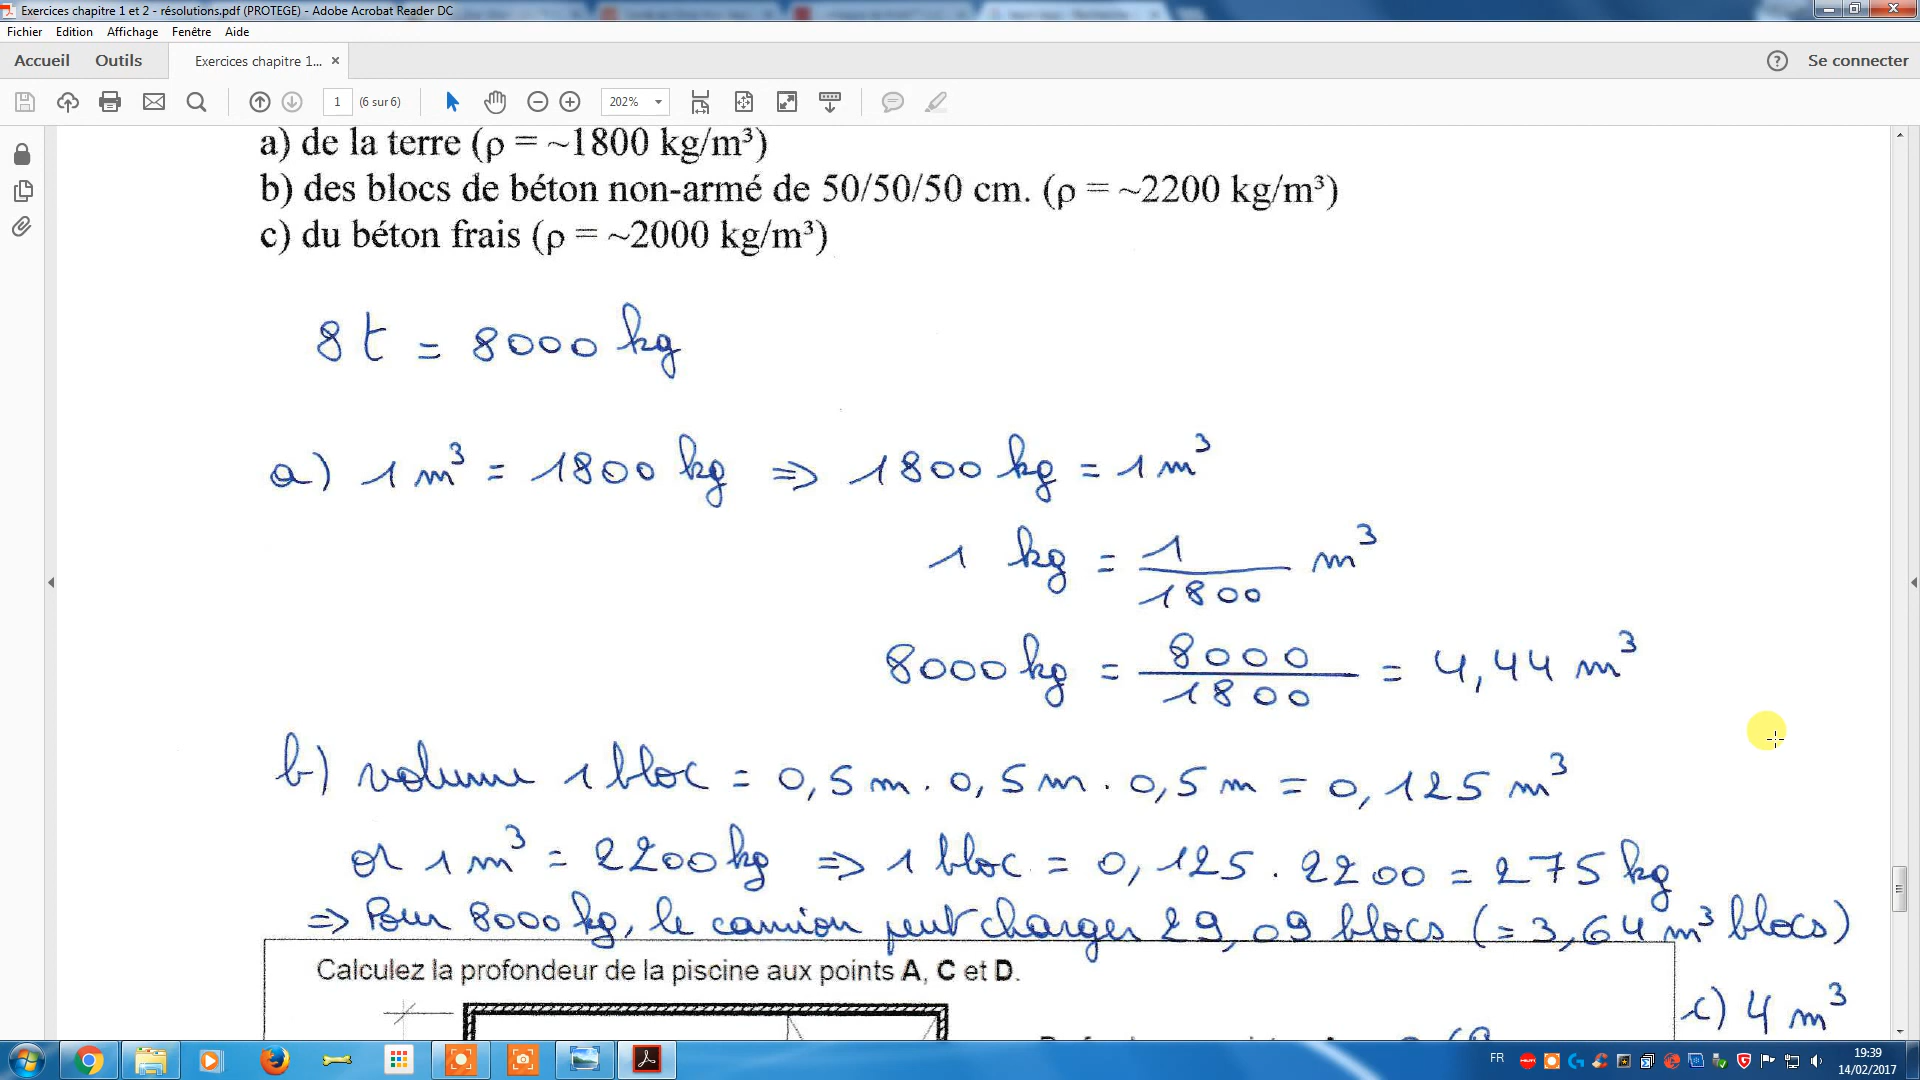 Exercices chapitre 1 et 2 - résolutions.pdf (PROTEGE) - Adobe Acrobat Reader DC
Fichier Edition Affichage Fenêtre Aide
Accueil Outils Exercices chapitre 1... × ? Se connecter
1 (6 sur 6) 202%
a) de la terre (ρ = ~1800 kg/m³)
b) des blocs de béton non-armé de 50/50/50 cm. (ρ = ~2200 kg/m³)
c) du béton frais (ρ = ~2000 kg/m³)
8 t = 8000 kg
a) 1 m³ = 1800 kg => 1800 kg = 1 m³
1 kg = 1/1800 m³
8000 kg = 8000/1800 = 4,44 m³
b) volume 1 bloc = 0,5 m . 0,5 m . 0,5 m = 0,125 m³
or 1 m³ = 2200 kg => 1 bloc = 0,125 . 2200 = 275 kg
=> Pour 8000 kg, le camion peut charger 29,09 blocs (= 3,64 m³ blocs)
Calculez la profondeur de la piscine aux points A, C et D.
c) 4 m³
FR 19:39
14/02/2017